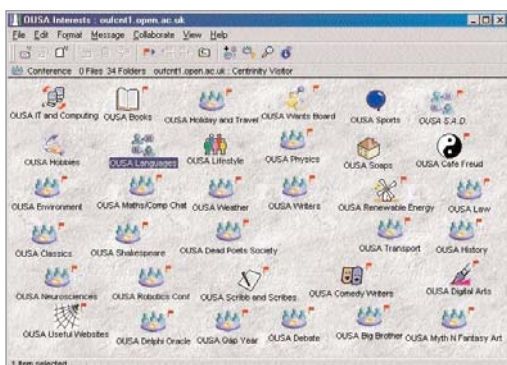 OUSA Interests : oufcnt1.open.ac.uk
File Edit Format Message Collaborate View Help
Conference 0 Files 34 Folders oufcnt1.open.ac.uk : Centrinity Visitor
OUSA IT and Computing OUSA Books OUSA Holiday and Travel OUSA Wants Board OUSA Sports OUSA S.A.D.
OUSA Hobbies OUSA Languages OUSA Lifestyle OUSA Physics OUSA Soaps OUSA Cafe Freud
OUSA Environment OUSA Maths/Comp Chat OUSA Weather OUSA Writers OUSA Renewable Energy OUSA Law
OUSA Classics OUSA Shakespeare OUSA Dead Poets Society OUSA Transport OUSA History
OUSA Neurosciences OUSA Robotics Conf OUSA Scribb and Scribes OUSA Comedy Writers OUSA Digital Arts
OUSA Useful Websites OUSA Delphi Oracle OUSA Gap Year OUSA Debate OUSA Big Brother OUSA Myth N Fantasy Art
1 Item selected